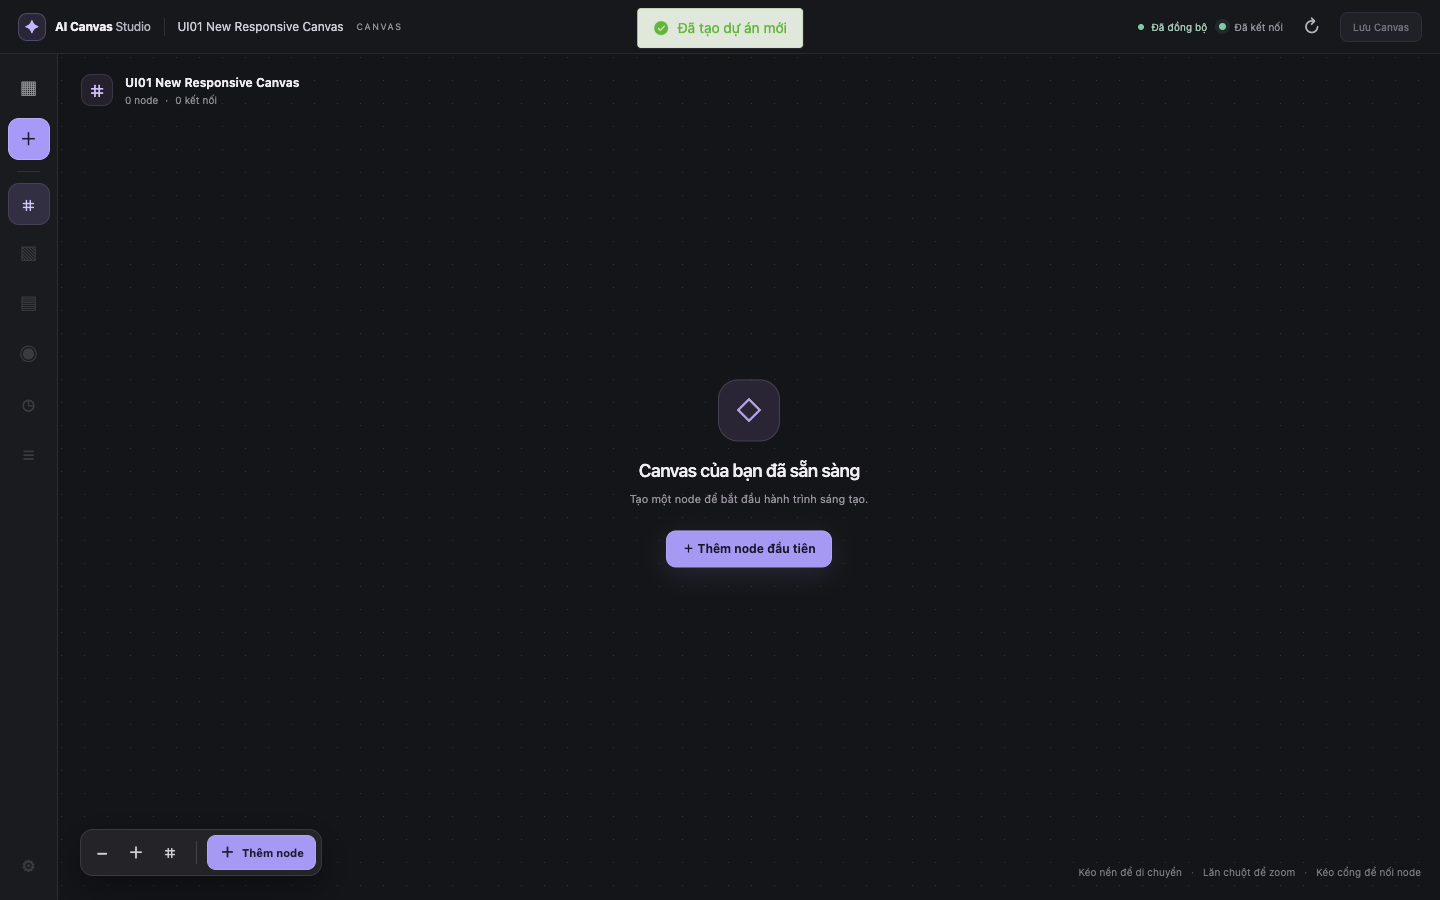 AI Canvas Studio
UI01 New Responsive Canvas
CANVAS
Đã tạo dự án mới
Đã đồng bộ
Đã kết nối
Lưu Canvas
UI01 New Responsive Canvas
0 node · 0 kết nối
Canvas của bạn đã sẵn sàng
Tạo một node để bắt đầu hành trình sáng tạo.
+ Thêm node đầu tiên
+ Thêm node
Kéo nền để di chuyển · Lăn chuột để zoom · Kéo cổng để nối node